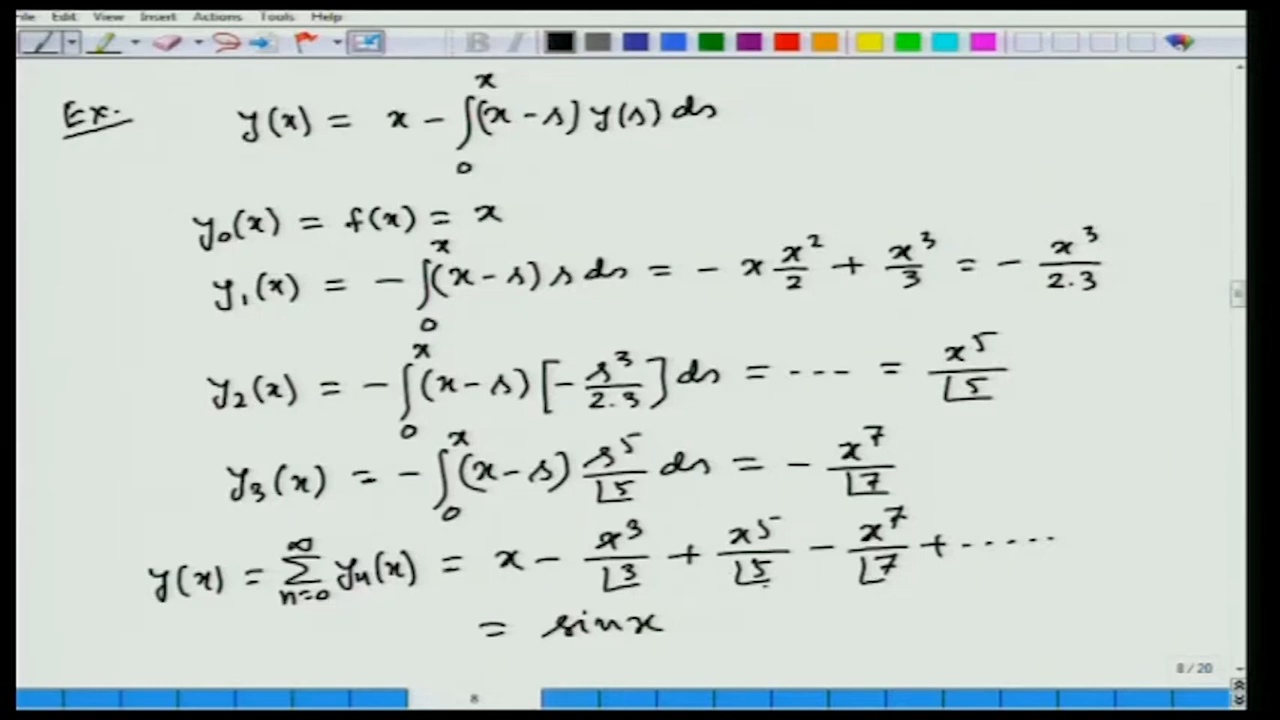 File Edit View Insert Actions Tools Help
Ex. y(x) = x − ∫₀ˣ (x − s) y(s) ds
y₀(x) = f(x) = x
y₁(x) = − ∫₀ˣ (x − s) s ds = − x x²/2 + x³/3 = − x³/2.3
y₂(x) = − ∫₀ˣ (x − s) [− s³/2.3] ds = --- = x⁵/⌊5
y₃(x) = − ∫₀ˣ (x − s) s⁵/⌊5 ds = − x⁷/⌊7
y(x) = ∑ₙ₌₀^∞ yₙ(x) = x − x³/⌊3 + x⁵/⌊5 − x⁷/⌊7 + ......
= sinx
8 / 20
8